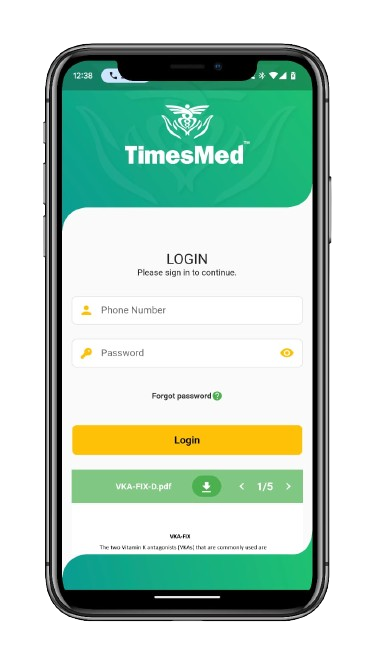 12:38
TimesMed™
LOGIN
Please sign in to continue.
Phone Number
Password
Forgot password?
Login
VKA-FIX-D.pdf
1/5
VKA-FIX
The two Vitamin K antagonists (VKAs) that are commonly used are